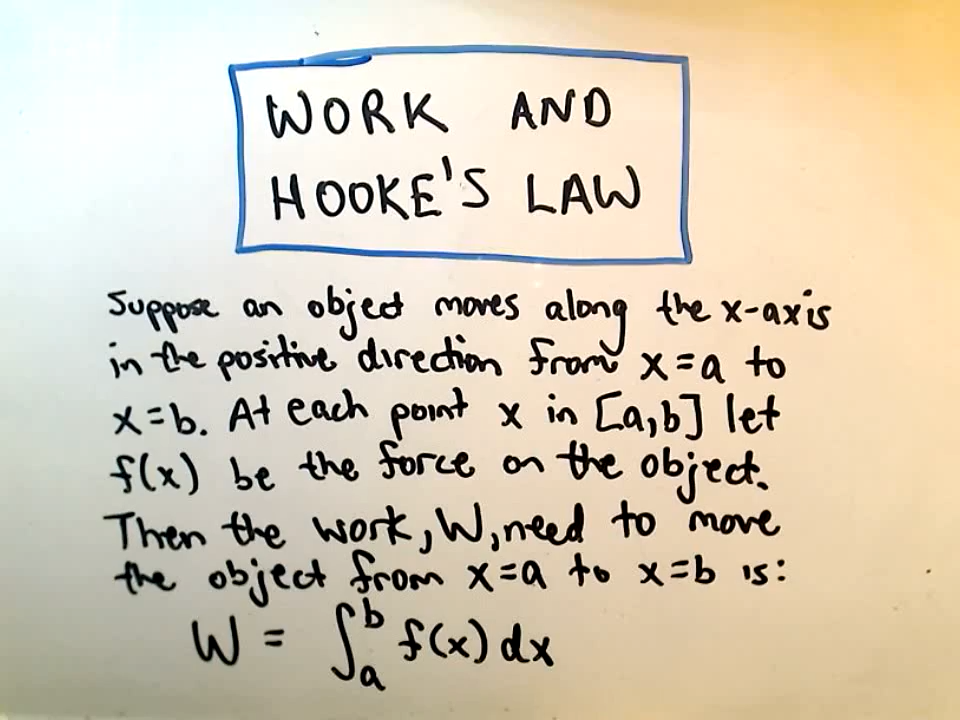 WORK AND
HOOKE'S LAW
Suppose an object moves along the x-axis
in the positive direction from x=a to
x=b. At each point x in [a,b] let
f(x) be the force on the object.
Then the work, W, need to move
the object from x=a to x=b is:
W = ∫_a^b f(x) dx